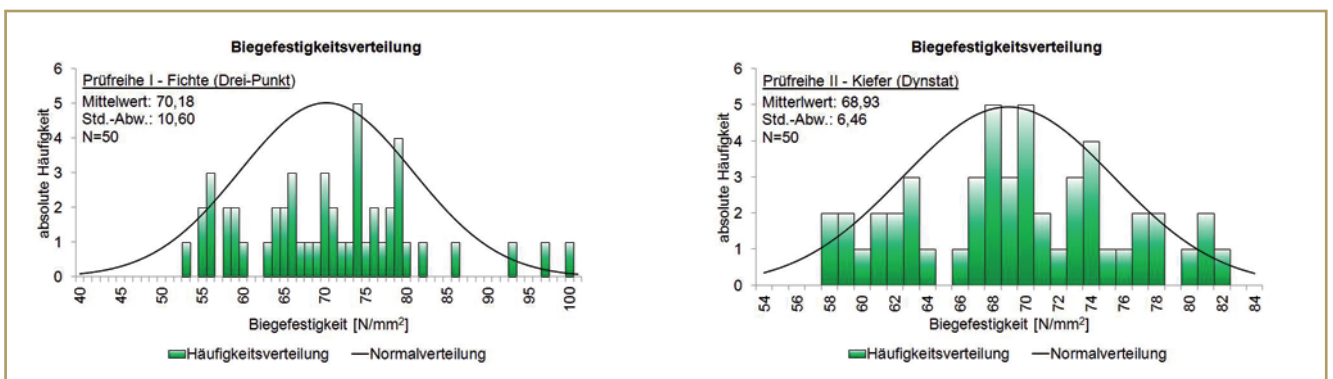 Biegefestigkeitsverteilung
Prüfreihe I - Fichte (Drei-Punkt)
Mittelwert: 70,18
Std.-Abw.: 10,60
N=50
absolute Häufigkeit
6
5
4
3
2
1
0
40 45 50 55 60 65 70 75 80 85 90 95 100
Biegefestigkeit [N/mm²]
Häufigkeitsverteilung Normalverteilung
Biegefestigkeitsverteilung
Prüfreihe II - Kiefer (Dynstat)
Mitterlwert: 68,93
Std.-Abw.: 6,46
N=50
absolute Häufigkeit
6
5
4
3
2
1
0
54 56 56 58 60 62 64 66 68 70 72 74 76 78 80 82 84
Biegefestigkeit [N/mm²]
Häufigkeitsverteilung Normalverteilung